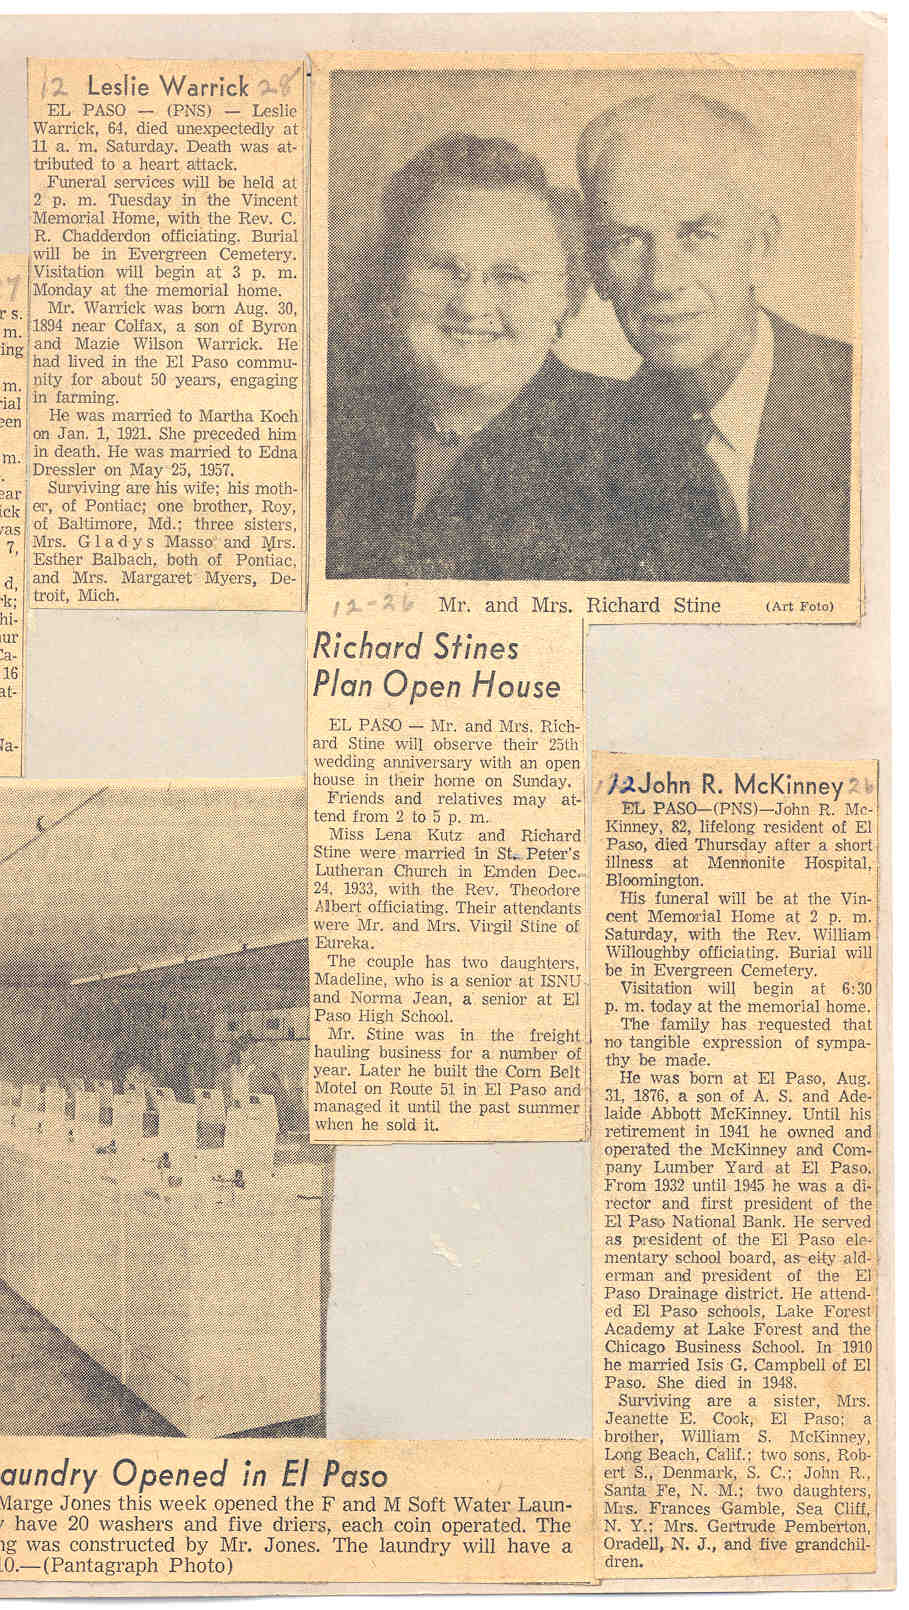 12 Leslie Warrick 28
EL PASO — (PNS) — Leslie
Warrick, 64, died unexpectedly at
11 a. m. Saturday. Death was at-
tributed to a heart attack.
Funeral services will be held at
2 p. m. Tuesday in the Vincent
Memorial Home, with the Rev. C.
R. Chadderdon officiating. Burial
will be in Evergreen Cemetery.
Visitation will begin at 3 p. m.
Monday at the memorial home.
Mr. Warrick was born Aug. 30,
1894 near Colfax, a son of Byron
and Mazie Wilson Warrick. He
had lived in the El Paso commu-
nity for about 50 years, engaging
in farming.
He was married to Martha Koch
on Jan. 1, 1921. She preceded him
in death. He was married to Edna
Dressler on May 25, 1957.
Surviving are his wife; his moth-
er, of Pontiac; one brother, Roy,
of Baltimore, Md.; three sisters,
Mrs. Gladys Masso and Mrs.
Esther Balbach, both of Pontiac,
and Mrs. Margaret Myers, De-
troit, Mich.
7
rs.
m.
ing
m.
rial
een
m.
ear
ick
vas
7,
d,
rk;
hi-
ur
Ca-
16
at-
Na-
12-26 Mr. and Mrs. Richard Stine (Art Foto)
Richard Stines
Plan Open House
EL PASO — Mr. and Mrs. Rich-
ard Stine will observe their 25th
wedding anniversary with an open
house in their home on Sunday.
Friends and relatives may at-
tend from 2 to 5 p. m.
Miss Lena Kutz and Richard
Stine were married in St. Peter's
Lutheran Church in Emden Dec.
24, 1933, with the Rev. Theodore
Albert officiating. Their attendants
were Mr. and Mrs. Virgil Stine of
Eureka.
The couple has two daughters,
Madeline, who is a senior at ISNU
and Norma Jean, a senior at El
Paso High School.
Mr. Stine was in the freight
hauling business for a number of
year. Later he built the Corn Belt
Motel on Route 51 in El Paso and
managed it until the past summer
when he sold it.
12 John R. McKinney 26
EL PASO—(PNS)—John R. Mc-
Kinney, 82, lifelong resident of El
Paso, died Thursday after a short
illness at Mennonite Hospital,
Bloomington.
His funeral will be at the Vin-
cent Memorial Home at 2 p. m.
Saturday, with the Rev. William
Willoughby officiating. Burial will
be in Evergreen Cemetery.
Visitation will begin at 6:30
p. m. today at the memorial home.
The family has requested that
no tangible expression of sympa-
thy be made.
He was born at El Paso, Aug.
31, 1876, a son of A. S. and Ade-
laide Abbott McKinney. Until his
retirement in 1941 he owned and
operated the McKinney and Com-
pany Lumber Yard at El Paso.
From 1932 until 1945 he was a di-
rector and first president of the
El Paso National Bank. He served
as president of the El Paso ele-
mentary school board, as city ald-
erman and president of the El
Paso Drainage district. He attend-
ed El Paso schools, Lake Forest
Academy at Lake Forest and the
Chicago Business School. In 1910
he married Isis G. Campbell of El
Paso. She died in 1948.
Surviving are a sister, Mrs.
Jeanette E. Cook, El Paso; a
brother, William S. McKinney,
Long Beach, Calif.; two sons, Rob-
ert S., Denmark, S. C.; John R.,
Santa Fe, N. M.; two daughters,
Mrs. Frances Gamble, Sea Cliff,
N. Y.; Mrs. Gertrude Pemberton,
Oradell, N. J., and five grandchil-
dren.
aundry Opened in El Paso
Marge Jones this week opened the F and M Soft Water Laun-
y have 20 washers and five driers, each coin operated. The
ng was constructed by Mr. Jones. The laundry will have a
10.—(Pantagraph Photo)